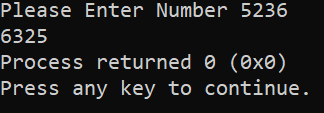 Please Enter Number 5236
6325
Process returned 0 (0x0)
Press any key to continue.